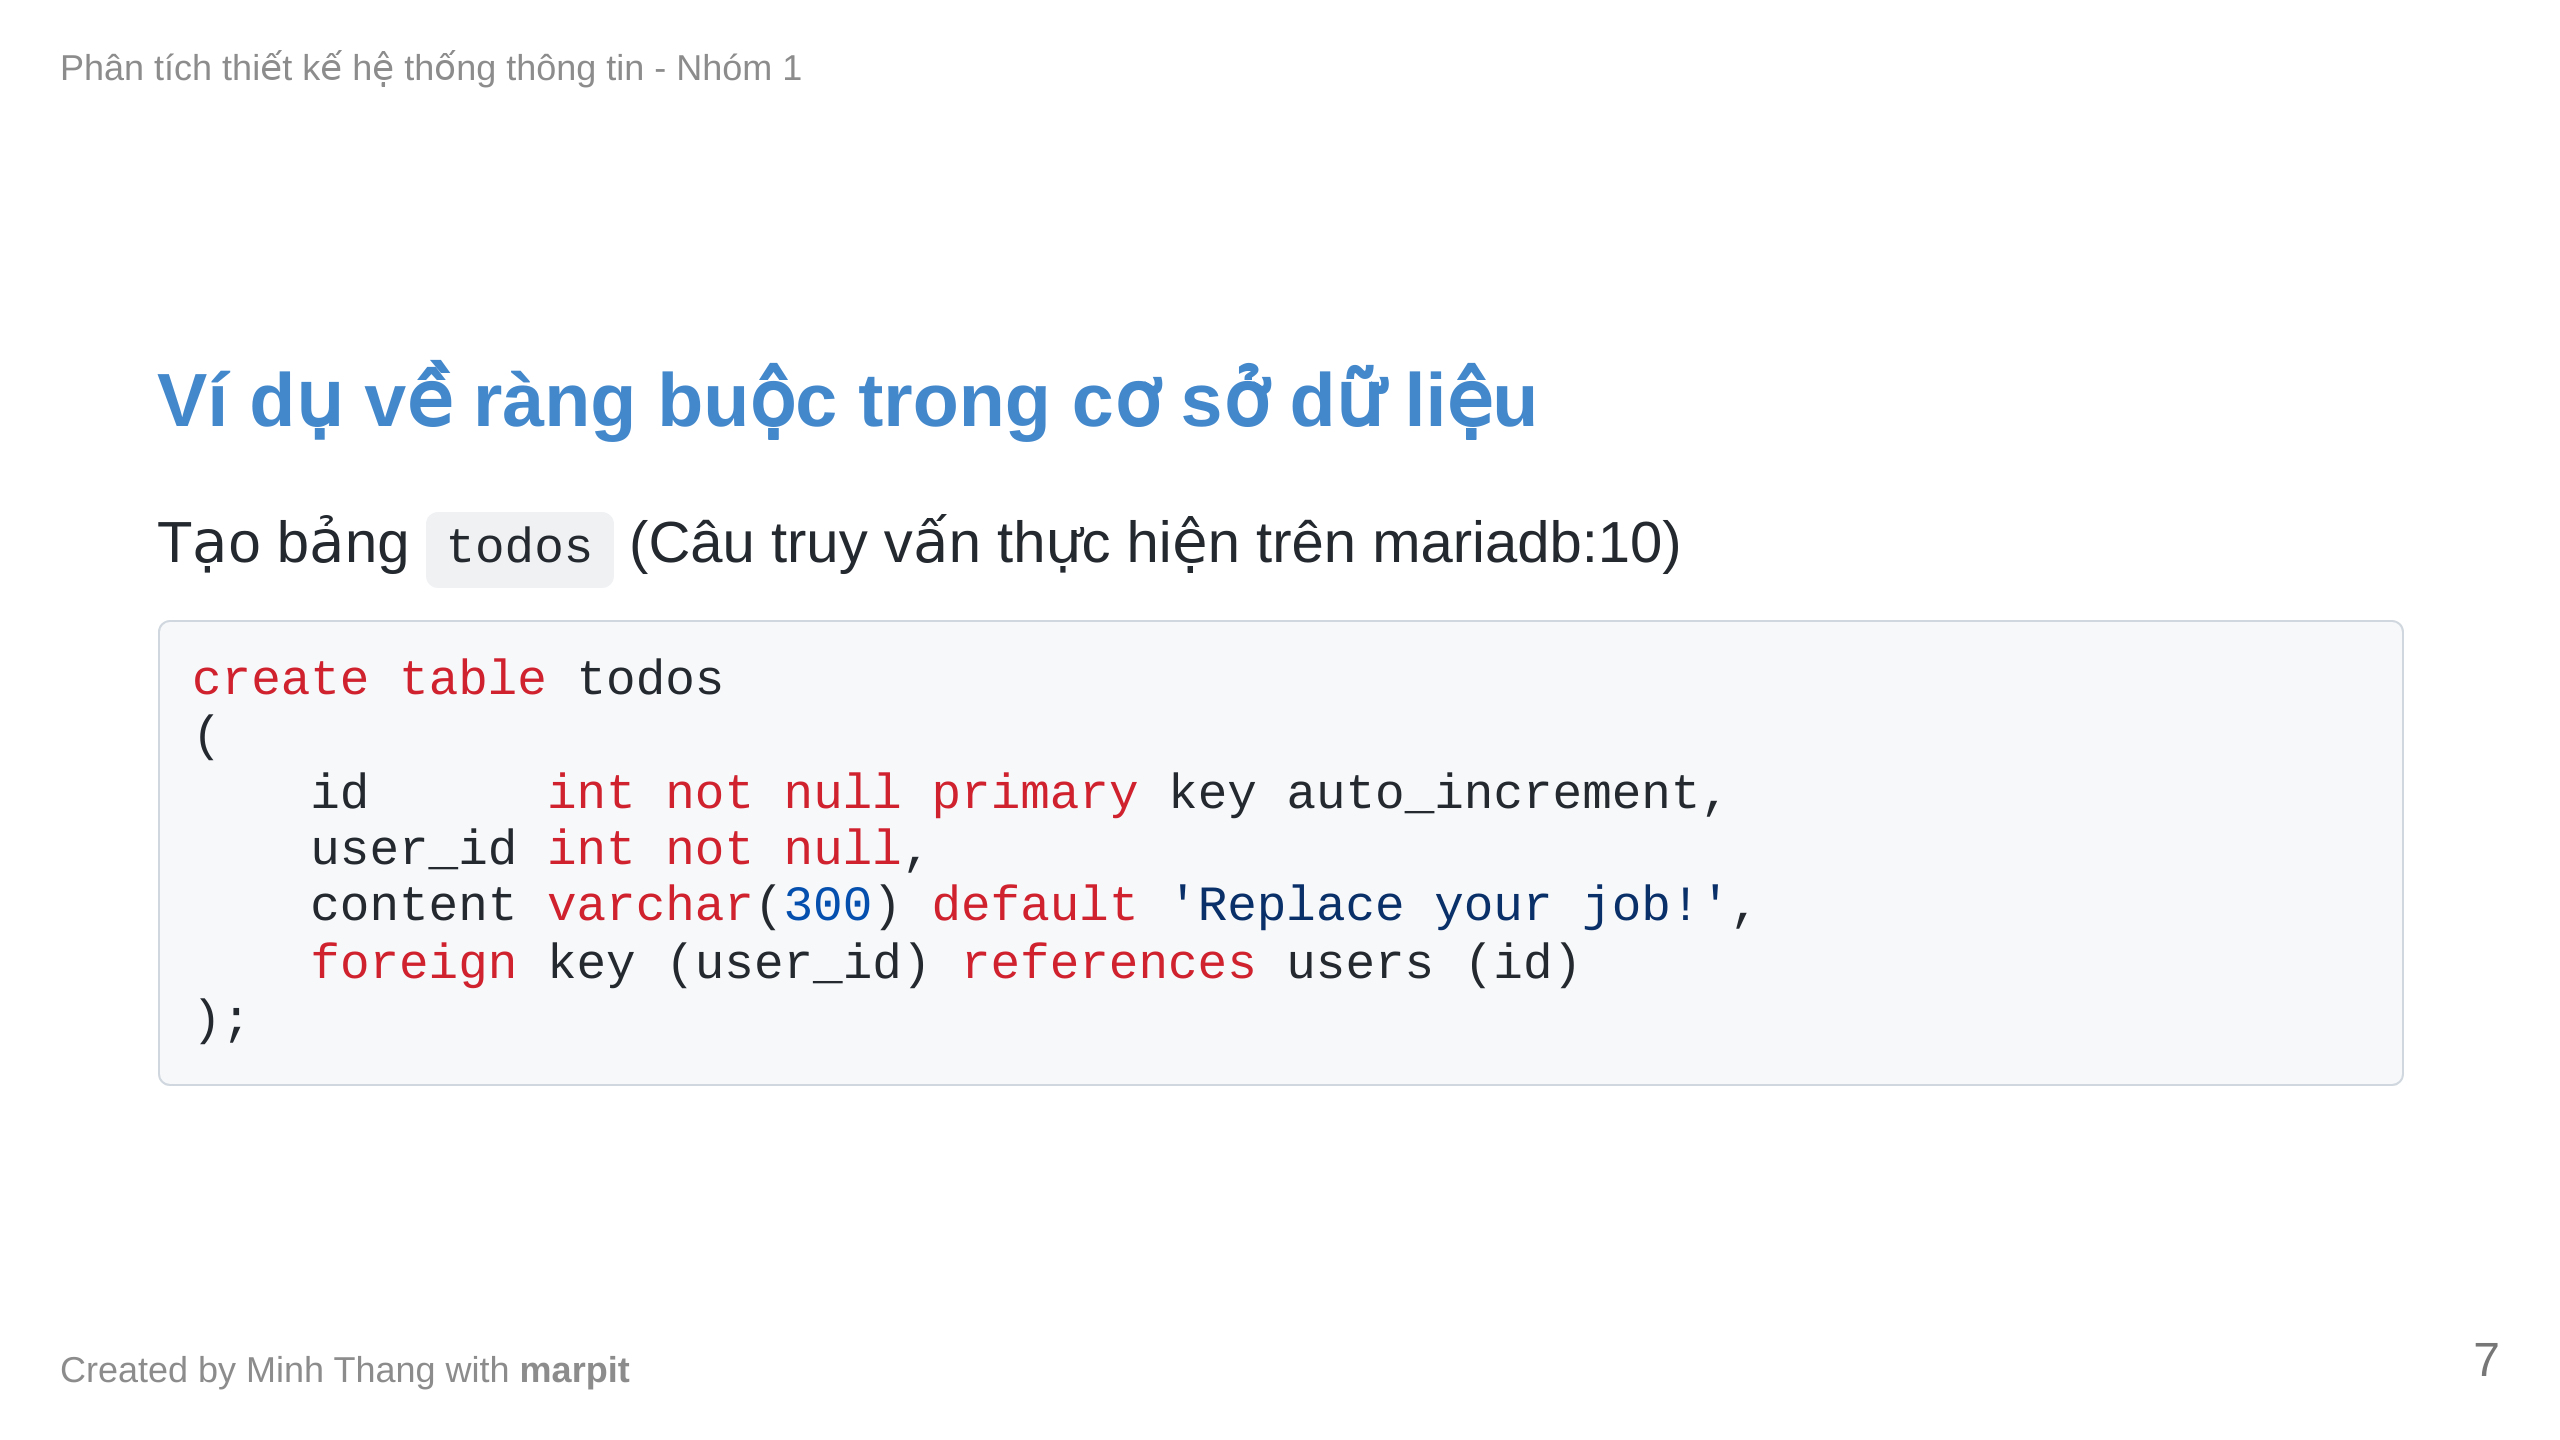 Phân tích thiết kế hệ thống thông tin - Nhóm 1
Ví dụ về ràng buộc trong cơ sở dữ liệu
Tạo bảng todos (Câu truy vấn thực hiện trên mariadb:10)
create table todos
(
    id      int not null primary key auto_increment,
    user_id int not null,
    content varchar(300) default 'Replace your job!',
    foreign key (user_id) references users (id)
);
Created by Minh Thang with marpit
7